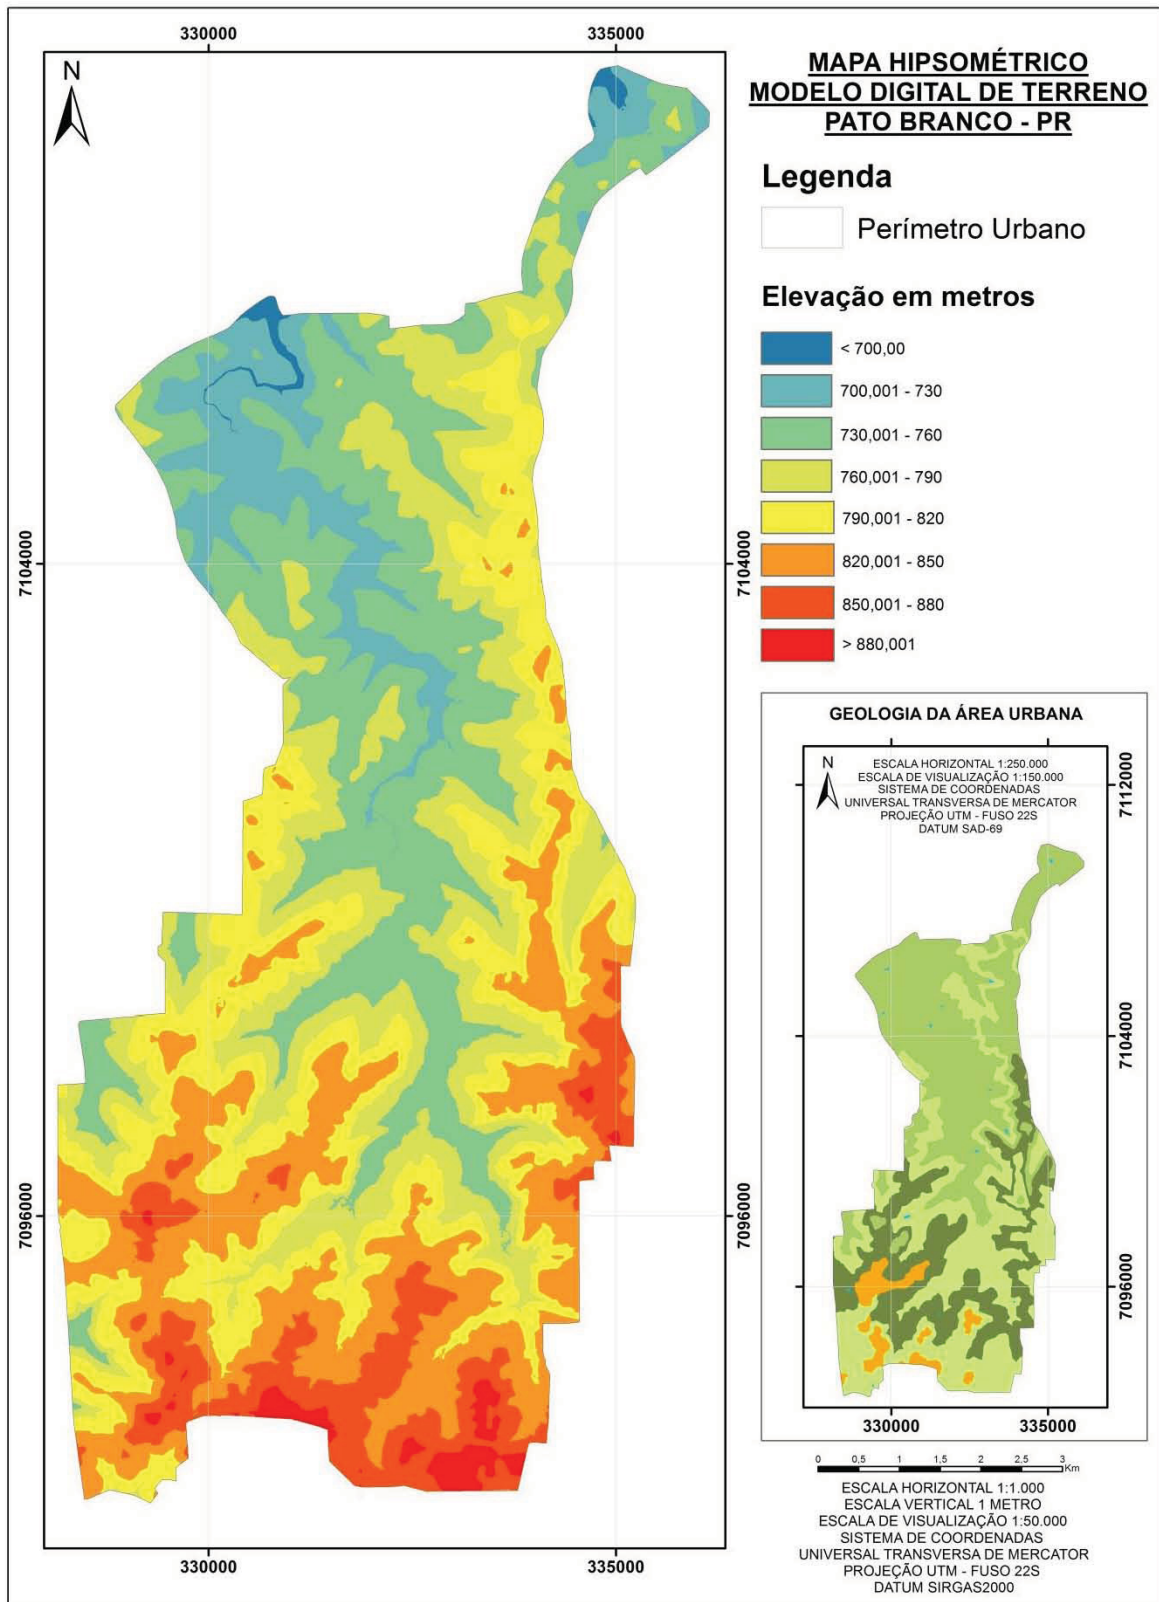 330000
335000
N
7104000
7104000
7096000
7096000
330000
335000
MAPA HIPSOMÉTRICO
MODELO DIGITAL DE TERRENO
PATO BRANCO - PR
Legenda
Perímetro Urbano
Elevação em metros
< 700,00
700,001 - 730
730,001 - 760
760,001 - 790
790,001 - 820
820,001 - 850
850,001 - 880
> 880,001
GEOLOGIA DA ÁREA URBANA
N
ESCALA HORIZONTAL 1:250.000
ESCALA DE VISUALIZAÇÃO 1:150.000
SISTEMA DE COORDENADAS
UNIVERSAL TRANSVERSA DE MERCATOR
PROJEÇÃO UTM - FUSO 22S
DATUM SAD-69
7112000
7104000
7096000
330000
335000
0 0,5 1 1,5 2 2,5 3
Km
ESCALA HORIZONTAL 1:1.000
ESCALA VERTICAL 1 METRO
ESCALA DE VISUALIZAÇÃO 1:50.000
SISTEMA DE COORDENADAS
UNIVERSAL TRANSVERSA DE MERCATOR
PROJEÇÃO UTM - FUSO 22S
DATUM SIRGAS2000